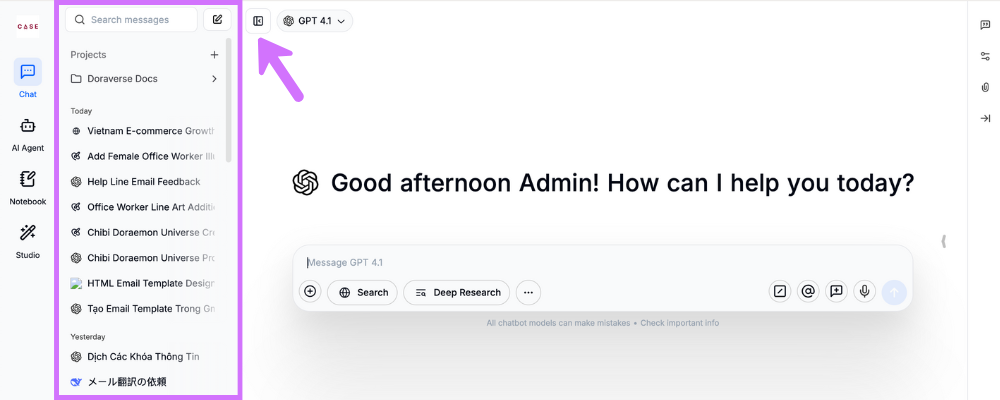 CASE
Chat
AI Agent
Notebook
Studio
Search messages
Projects
Doraverse Docs
Today
Vietnam E-commerce Growth
Add Female Office Worker Illu
Help Line Email Feedback
Office Worker Line Art Additi
Chibi Doraemon Universe Cre
Chibi Doraemon Universe Pro
HTML Email Template Design
Tạo Email Template Trong Gm
Yesterday
Dịch Các Khóa Thông Tin
メール翻訳の依頼
GPT 4.1
Good afternoon Admin! How can I help you today?
Message GPT 4.1
Search
Deep Research
All chatbot models can make mistakes • Check important info